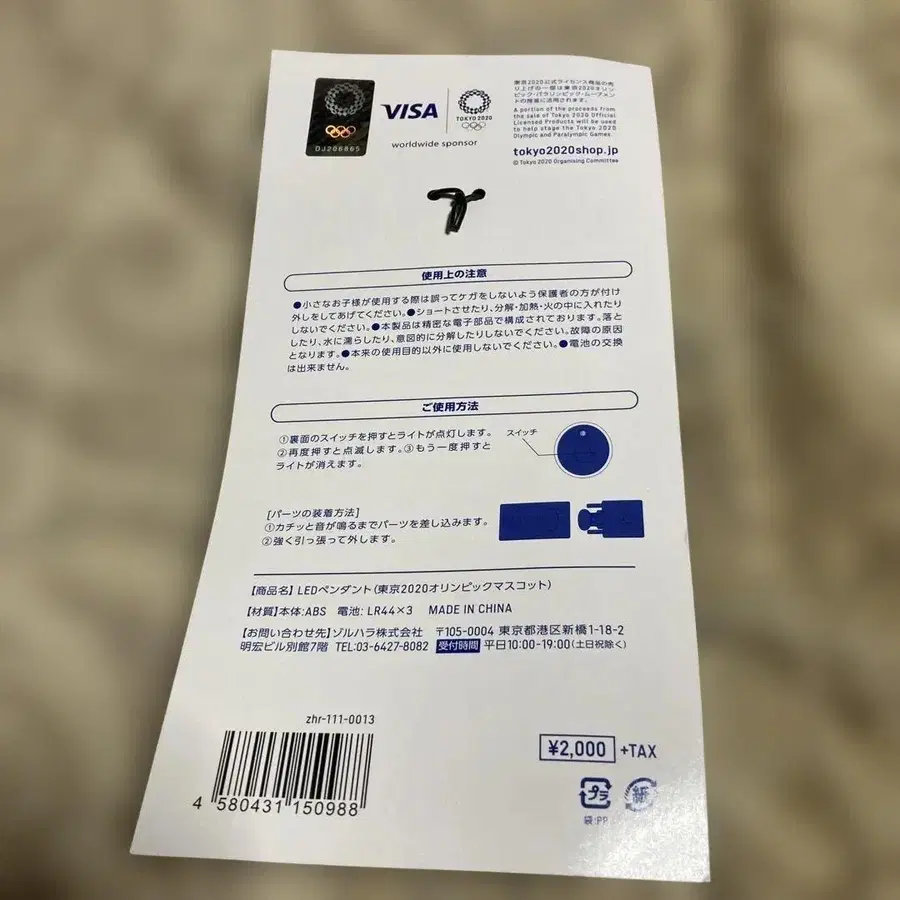 DJ206865
VISA
TOKYO 2020
worldwide sponsor
東京2020公式ライセンス商品の売
り上げの一部は東京2020オリン
ピック・パラリンピック・ムーブメン
トの推進に活用されます。
A portion of the proceeds from
the sale of Tokyo 2020 Official
Licensed Products will be used
to help stage the Tokyo 2020
Olympic and Paralympic Games.
tokyo2020shop.jp
© Tokyo 2020 Organising Committee
使用上の注意
●小さなお子様が使用する際は誤ってケガをしないよう保護者の方が付け
外しをしてあげてください。●ショートさせたり、分解・加熱・火の中に入れたり
しないでください。●本製品は精密な電子部品で構成されております。落と
したり、水に濡らしたり、意図的に分解したりしないでください。故障の原因
となります。●本来の使用目的以外に使用しないでください。●電池の交換
は出来ません。
ご使用方法
①裏面のスイッチを押すとライトが点灯します。
②再度押すと点滅します。③もう一度押すと
ライトが消えます。
スイッチ
[パーツの装着方法]
①カチッと音が鳴るまでパーツを差し込みます。
②強く引っ張って外します。
【商品名】LEDペンダント(東京2020オリンピックマスコット)
【材質】本体:ABS 電池: LR44×3 MADE IN CHINA
【お問い合わせ先】ゾルハラ株式会社 〒105-0004 東京都港区新橋1-18-2
明宏ビル別館7階 TEL:03-6427-8082 受付時間 平日10:00-19:00(土日祝除く)
zhr-111-0013
4 580431 150988
¥2,000 +TAX
プラ
紙
袋:PP